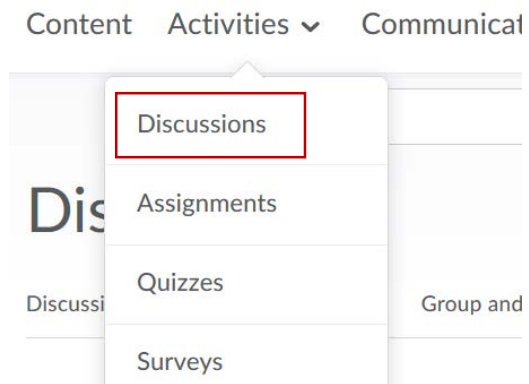 Content Activities Communicat
Discussions
Assignments
Dis
Quizzes
Discussi Group and
Surveys